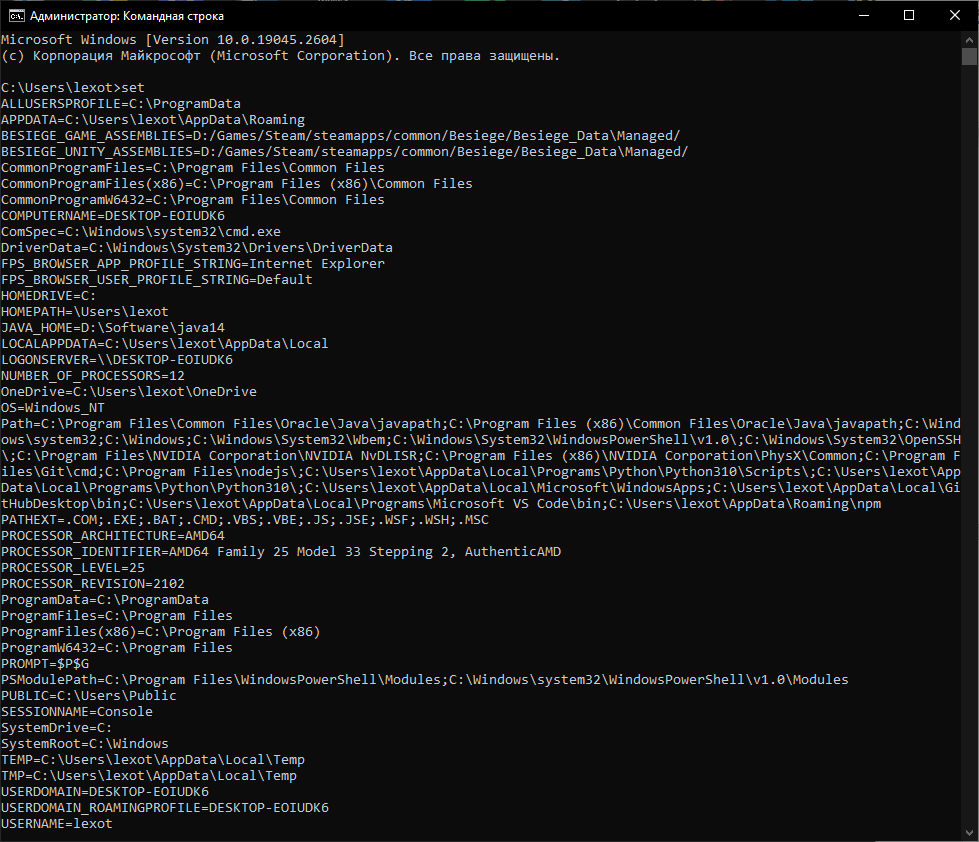 Администратор: Командная строка
Microsoft Windows [Version 10.0.19045.2604]
(c) Корпорация Майкрософт (Microsoft Corporation). Все права защищены.
C:\Users\lexot>set
ALLUSERSPROFILE=C:\ProgramData
APPDATA=C:\Users\lexot\AppData\Roaming
BESIEGE_GAME_ASSEMBLIES=D:/Games/Steam/steamapps/common/Besiege/Besiege_Data\Managed/
BESIEGE_UNITY_ASSEMBLIES=D:/Games/Steam/steamapps/common/Besiege/Besiege_Data\Managed/
CommonProgramFiles=C:\Program Files\Common Files
CommonProgramFiles(x86)=C:\Program Files (x86)\Common Files
CommonProgramW6432=C:\Program Files\Common Files
COMPUTERNAME=DESKTOP-EOIUDK6
ComSpec=C:\Windows\system32\cmd.exe
DriverData=C:\Windows\System32\Drivers\DriverData
FPS_BROWSER_APP_PROFILE_STRING=Internet Explorer
FPS_BROWSER_USER_PROFILE_STRING=Default
HOMEDRIVE=C:
HOMEPATH=\Users\lexot
JAVA_HOME=D:\Software\java14
LOCALAPPDATA=C:\Users\lexot\AppData\Local
LOGONSERVER=\\DESKTOP-EOIUDK6
NUMBER_OF_PROCESSORS=12
OneDrive=C:\Users\lexot\OneDrive
OS=Windows_NT
Path=C:\Program Files\Common Files\Oracle\Java\javapath;C:\Program Files (x86)\Common Files\Oracle\Java\javapath;C:\Wind
ows\system32;C:\Windows;C:\Windows\System32\Wbem;C:\Windows\System32\WindowsPowerShell\v1.0\;C:\Windows\System32\OpenSSH
\;C:\Program Files\NVIDIA Corporation\NVIDIA NvDLISR;C:\Program Files (x86)\NVIDIA Corporation\PhysX\Common;C:\Program F
iles\Git\cmd;C:\Program Files\nodejs\;C:\Users\lexot\AppData\Local\Programs\Python\Python310\Scripts\;C:\Users\lexot\App
Data\Local\Programs\Python\Python310\;C:\Users\lexot\AppData\Local\Microsoft\WindowsApps;C:\Users\lexot\AppData\Local\Gi
tHubDesktop\bin;C:\Users\lexot\AppData\Local\Programs\Microsoft VS Code\bin;C:\Users\lexot\AppData\Roaming\npm
PATHEXT=.COM;.EXE;.BAT;.CMD;.VBS;.VBE;.JS;.JSE;.WSF;.WSH;.MSC
PROCESSOR_ARCHITECTURE=AMD64
PROCESSOR_IDENTIFIER=AMD64 Family 25 Model 33 Stepping 2, AuthenticAMD
PROCESSOR_LEVEL=25
PROCESSOR_REVISION=2102
ProgramData=C:\ProgramData
ProgramFiles=C:\Program Files
ProgramFiles(x86)=C:\Program Files (x86)
ProgramW6432=C:\Program Files
PROMPT=$P$G
PSModulePath=C:\Program Files\WindowsPowerShell\Modules;C:\Windows\system32\WindowsPowerShell\v1.0\Modules
PUBLIC=C:\Users\Public
SESSIONNAME=Console
SystemDrive=C:
SystemRoot=C:\Windows
TEMP=C:\Users\lexot\AppData\Local\Temp
TMP=C:\Users\lexot\AppData\Local\Temp
USERDOMAIN=DESKTOP-EOIUDK6
USERDOMAIN_ROAMINGPROFILE=DESKTOP-EOIUDK6
USERNAME=lexot